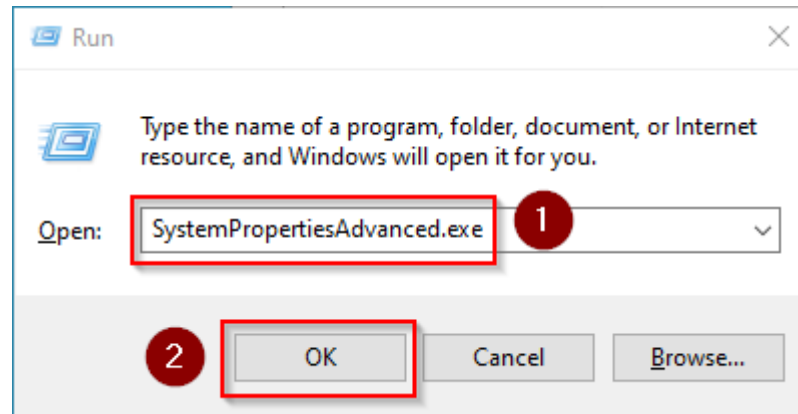 Run
Type the name of a program, folder, document, or Internet
resource, and Windows will open it for you.
Open: SystemPropertiesAdvanced.exe 1
2 OK Cancel Browse...